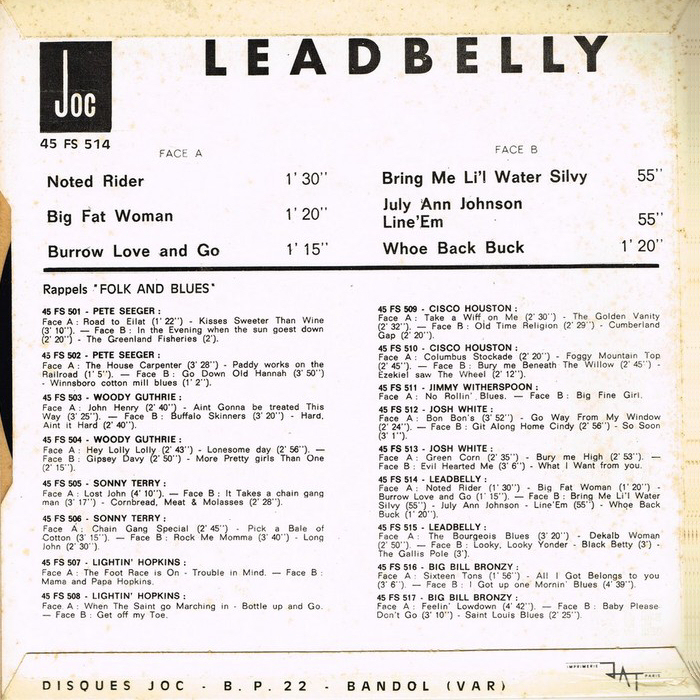 LEADBELLY
Joc
45 FS 514
FACE A
Noted Rider 1' 30''
Big Fat Woman 1' 20''
Burrow Love and Go 1' 15''
FACE B
Bring Me Li'l Water Silvy 55''
July Ann Johnson
Line'Em 55''
Whoe Back Buck 1' 20''
Rappels "FOLK AND BLUES"
45 FS 501 - PETE SEEGER :
Face A : Road to Eilat (1' 22'') - Kisses Sweeter Than Wine
(3' 10''). — Face B : In the Evening when the sun goest down
(2' 20'') - The Greenland Fisheries (2').
45 FS 502 - PETE SEEGER :
Face A : The House Carpenter (3' 28'') - Paddy works on the
Railroad (1' 5''). — Face B : Go Down Old Hannah (3' 50'')
- Winnsboro cotton mill blues (1' 2'').
45 FS 503 - WOODY GUTHRIE :
Face A : John Henry (2' 40'') - Aint Gonna be treated This
Way (3' 25''). — Face B : Buffalo Skinners (3' 20'') - Hard,
Aint it Hard (2' 40'').
45 FS 504 - WOODY GUTHRIE :
Face A : Hey Lolly Lolly (2' 43'') - Lonesome day (2' 56''). —
Face B : Gipsey Davy (2' 50'') - More Pretty girls Than One
(2' 15'').
45 FS 505 - SONNY TERRY :
Face A : Lost John (4' 10''). — Face B : It Takes a chain gang
man (3' 17'') - Cornbread, Meat & Molasses (2' 28'').
45 FS 506 - SONNY TERRY :
Face A : Chain Gang Special (2' 45'') - Pick a Bale of
Cotton (3' 15''). — Face B : Rock Me Momma (3' 40'') - Long
John (2' 30'').
45 FS 507 - LIGHTIN' HOPKINS :
Face A : The Foot Race is On - Trouble in Mind. — Face B :
Mama and Papa Hopkins.
45 FS 508 - LIGHTIN' HOPKINS :
Face A : When The Saint go Marching in - Bottle up and Go.
— Face B : Get off my Toe.
45 FS 509 - CISCO HOUSTON :
Face A : Take a Wiff on Me (2' 30'') - The Golden Vanity
(2' 32''). — Face B : Old Time Religion (2' 29'') - Cumberland
Gap (2' 20'').
45 FS 510 - CISCO HOUSTON :
Face A : Columbus Stockade (2' 20'') - Foggy Mountain Top
(2' 45''). — Face B : Bury me Beneath The Willow (2' 45'') -
Ezekiel saw The Wheel (2' 12'').
45 FS 511 - JIMMY WITHERSPOON :
Face A : No Rollin' Blues. — Face B : Big Fine Girl.
45 FS 512 - JOSH WHITE :
Face A : Bon Bon's (3' 52'') - Go Way From My Window
(2' 24''). — Face B : Git Along Home Cindy (2' 56'') - So Soon
(3' 1'').
45 FS 513 - JOSH WHITE :
Face A : Green Corn (2' 35'') - Bury me High (2' 53''). —
Face B : Evil Hearted Me (3' 6'') - What I Want from you.
45 FS 514 - LEADBELLY :
Face A : Noted Rider (1' 30'') - Big Fat Woman (1' 20'') -
Burrow Love and Go (1' 15''). — Face B : Bring Me Li'l Water
Silvy (55'') - July Ann Johnson - Line'Em (55'') - Whoe Back
Buck (1' 20'').
45 FS 515 - LEADBELLY :
Face A : The Bourgeois Blues (3' 20'') - Dekalb Woman
(2' 50''). — Face B : Looky, Looky Yonder - Black Betty (3') -
The Gallis Pole (3').
45 FS 516 - BIG BILL BRONZY :
Face A : Sixteen Tons (1' 56'') - All I Got Belongs to you
(3' 6''). — Face B : I Got up one Mornin' Blues (4' 39'').
45 FS 517 - BIG BILL BRONZY :
Face A : Feelin' Lowdown (4' 42''). — Face B : Baby Please
Don't Go (3' 10'') - Saint Louis Blues (2' 25'').
IMPRIMERIE JAT PARIS
DISQUES JOC - B. P. 22 - BANDOL (VAR)